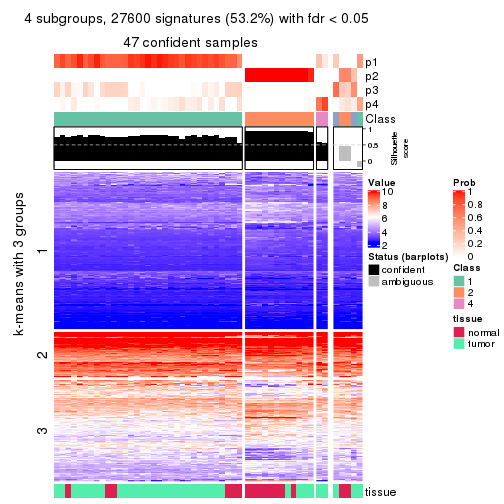 4 subgroups, 27600 signatures (53.2%) with fdr < 0.05
47 confident samples
p1
p2
p3
p4
Class
1
0.5
0
Silhouette
score
k-means with 3 groups
1
2
3
tissue
Value
10
8
6
4
2
Status (barplots)
confident
ambiguous
Prob
1
0.8
0.6
0.4
0.2
0
Class
1
2
4
tissue
normal
tumor